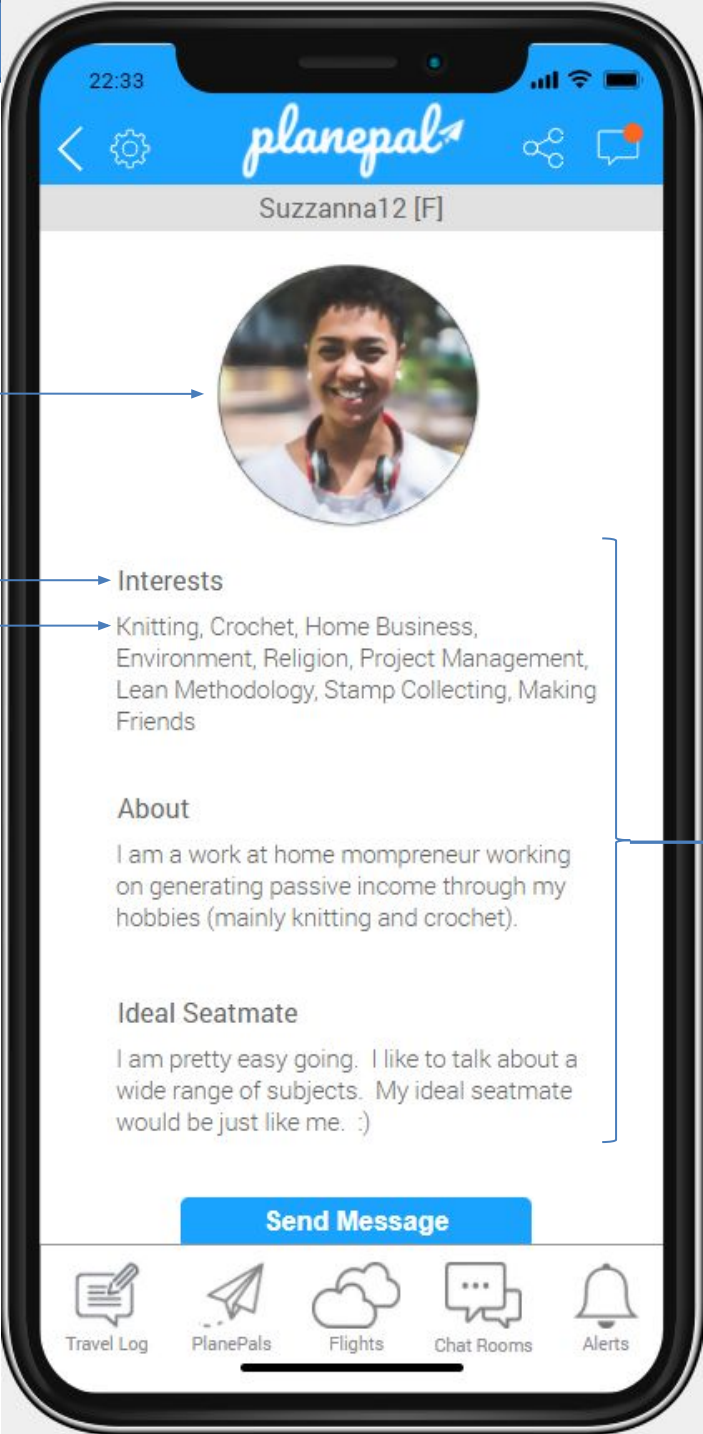 22:33
planepal
Suzzanna12 [F]
Interests
Knitting, Crochet, Home Business,
Environment, Religion, Project Management,
Lean Methodology, Stamp Collecting, Making
Friends
About
I am a work at home mompreneur working
on generating passive income through my
hobbies (mainly knitting and crochet).
Ideal Seatmate
I am pretty easy going.  I like to talk about a
wide range of subjects.  My ideal seatmate
would be just like me.  :)
Send Message
Travel Log PlanePals Flights Chat Rooms Alerts